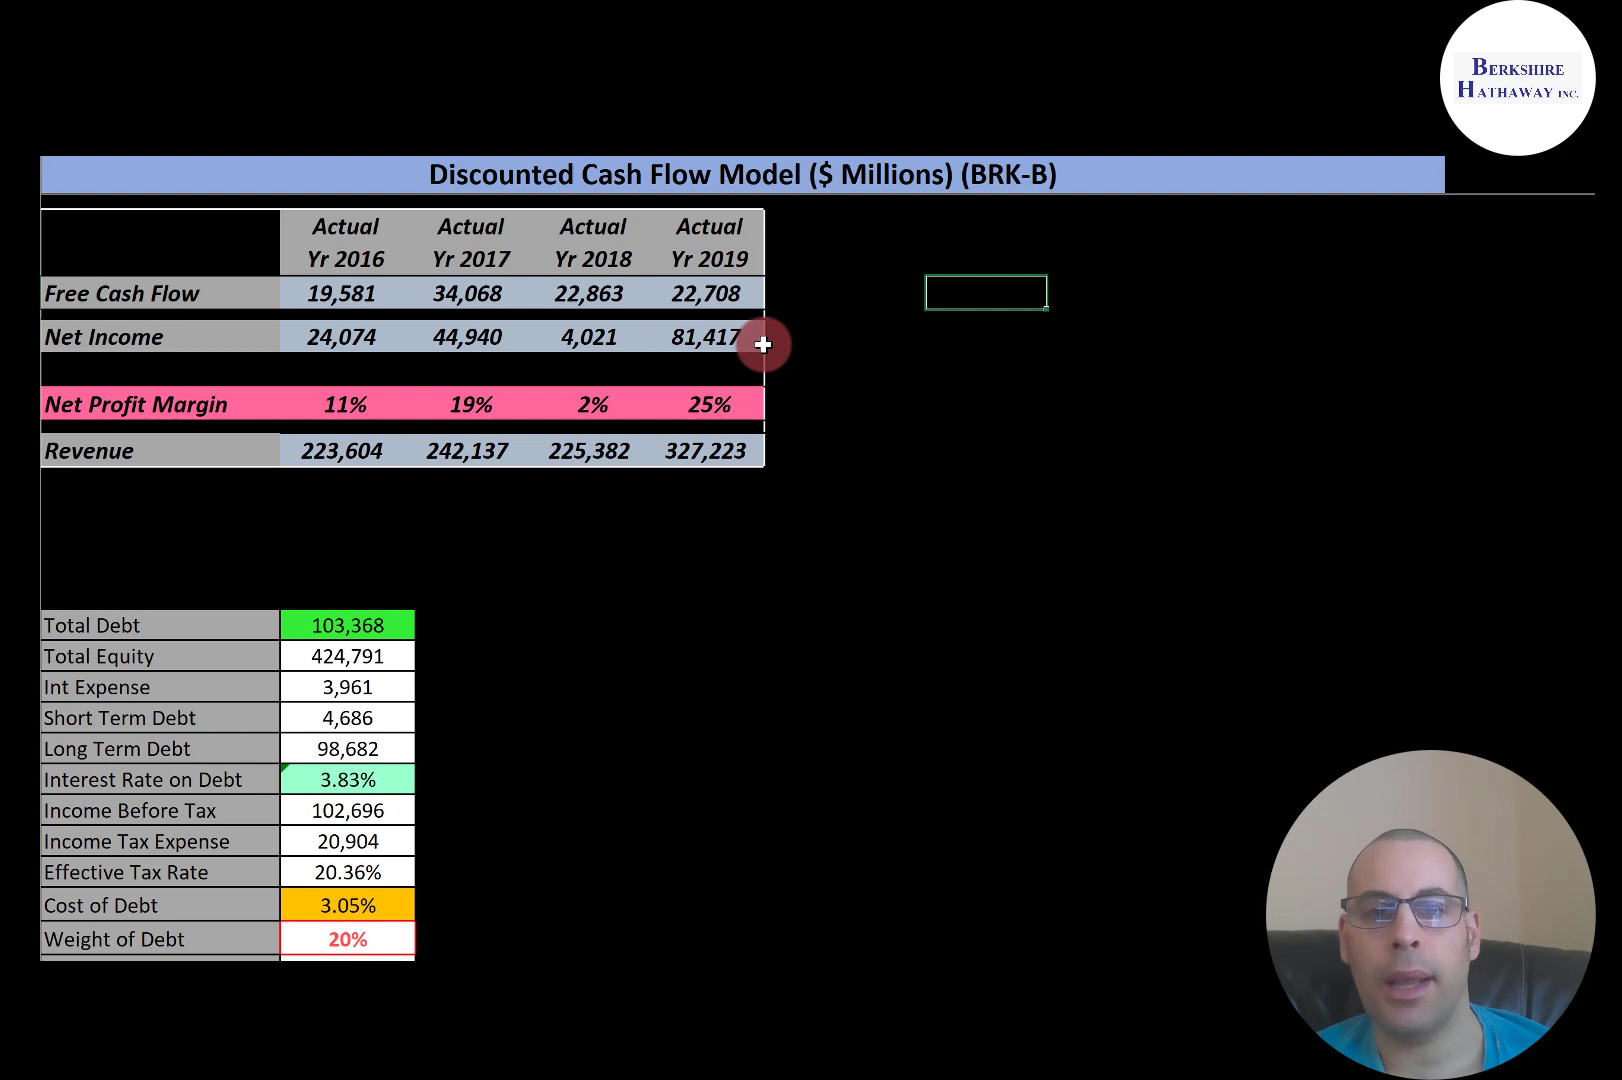 BERKSHIRE
HATHAWAY INC.
Discounted Cash Flow Model ($ Millions) (BRK-B)
Actual Actual Actual Actual
Yr 2016 Yr 2017 Yr 2018 Yr 2019
Free Cash Flow 19,581 34,068 22,863 22,708
Net Income 24,074 44,940 4,021 81,417
Net Profit Margin 11% 19% 2% 25%
Revenue 223,604 242,137 225,382 327,223
Total Debt 103,368
Total Equity 424,791
Int Expense 3,961
Short Term Debt 4,686
Long Term Debt 98,682
Interest Rate on Debt 3.83%
Income Before Tax 102,696
Income Tax Expense 20,904
Effective Tax Rate 20.36%
Cost of Debt 3.05%
Weight of Debt 20%